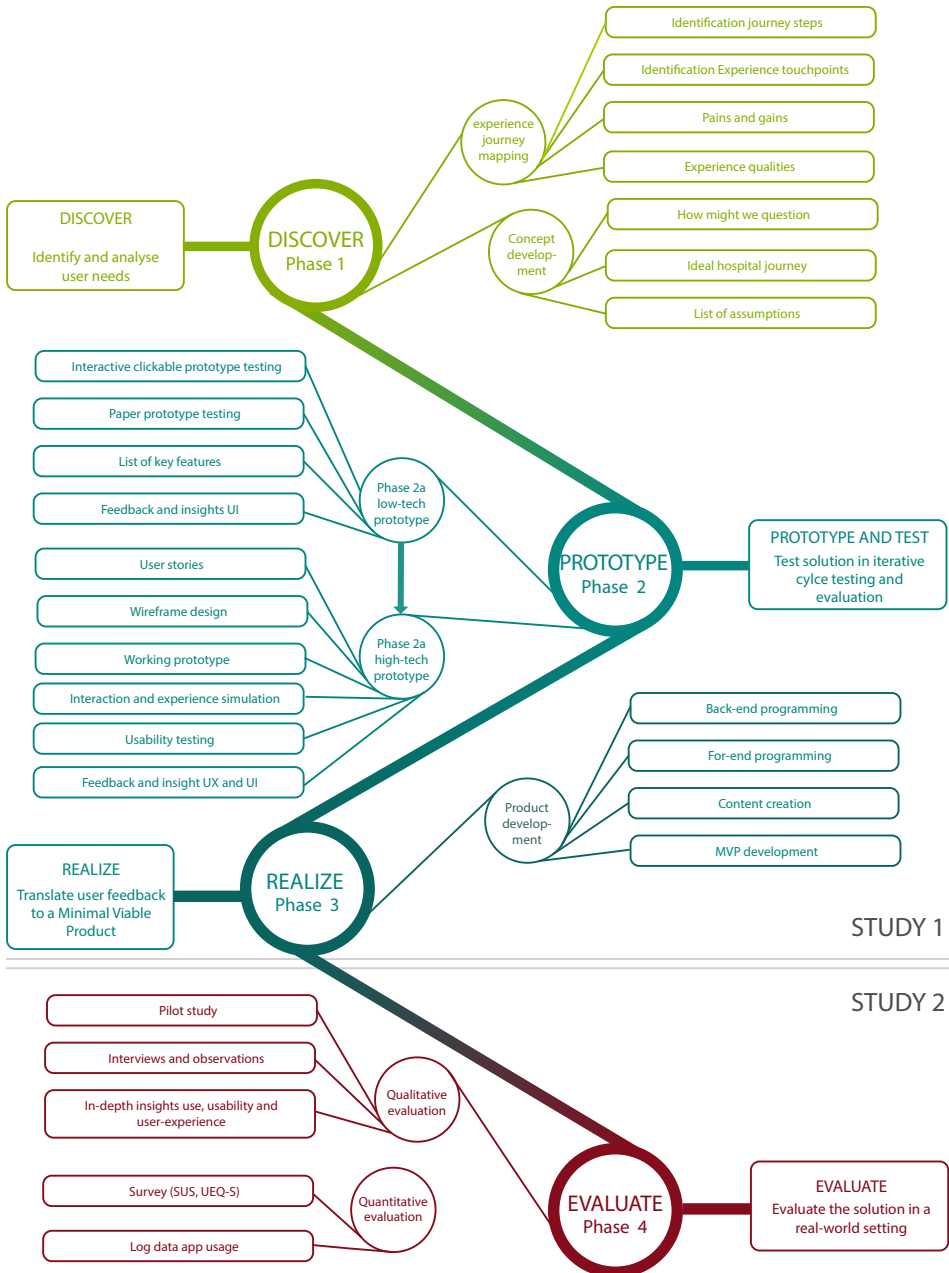 Identification journey steps
Identification Experience touchpoints
Pains and gains
Experience qualities
experience
journey
mapping
DISCOVER
Identify and analyse
user needs
DISCOVER
Phase 1
How might we question
Ideal hospital journey
List of assumptions
Concept
develop-
ment
Interactive clickable prototype testing
Paper prototype testing
List of key features
Feedback and insights UI
Phase 2a
low-tech
prototype
User stories
Wireframe design
Working prototype
Interaction and experience simulation
Usability testing
Feedback and insight UX and UI
Phase 2a
high-tech
prototype
PROTOTYPE
Phase 2
PROTOTYPE AND TEST
Test solution in iterative
cylce testing and
evaluation
Back-end programming
For-end programming
Content creation
MVP development
Product
develop-
ment
REALIZE
Translate user feedback
to a Minimal Viable
Product
REALIZE
Phase 3
STUDY 1
STUDY 2
Pilot study
Interviews and observations
In-depth insights use, usability and
user-experience
Qualitative
evaluation
Survey (SUS, UEQ-S)
Log data app usage
Quantitative
evaluation
EVALUATE
Phase 4
EVALUATE
Evaluate the solution in a
real-world setting